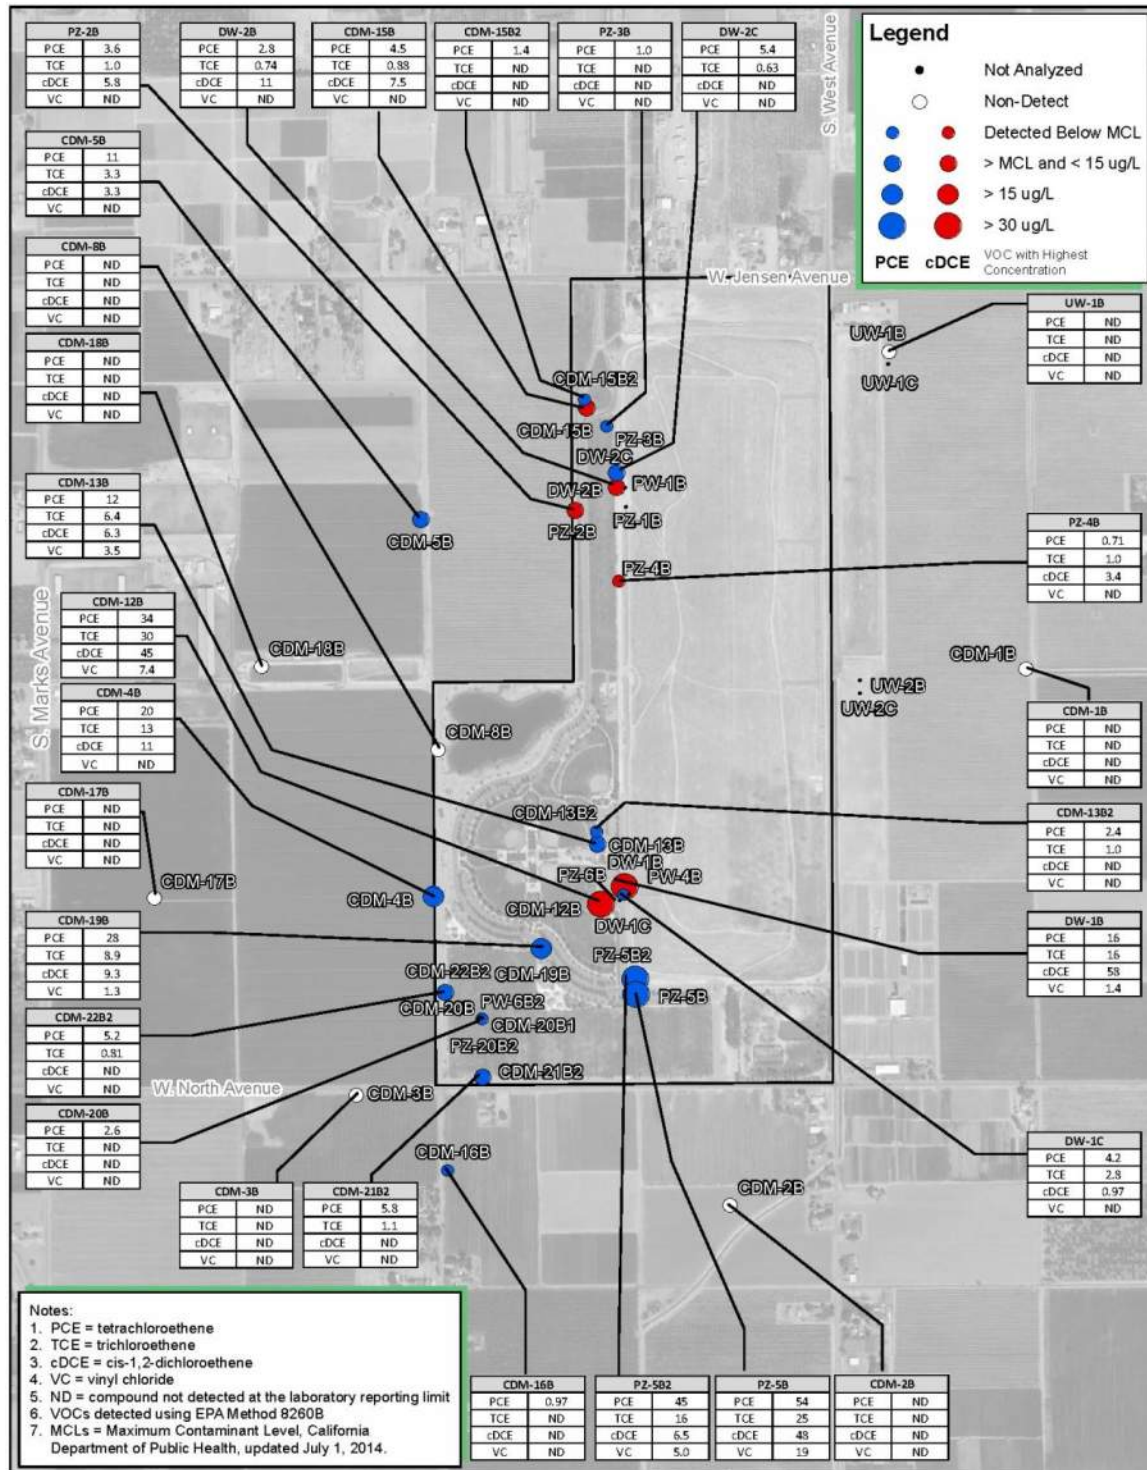 PZ-2B
PCE 3.6
TCE 1.0
cDCE 5.8
VC ND
DW-2B
PCE 2.8
TCE 0.74
cDCE 11
VC ND
CDM-15B
PCE 4.5
TCE 0.88
cDCE 7.5
VC ND
CDM-15B2
PCE 1.4
TCE ND
cDCE ND
VC ND
PZ-3B
PCE 1.0
TCE ND
cDCE ND
VC ND
DW-2C
PCE 5.4
TCE 0.63
cDCE ND
VC ND
S. West Avenue
Legend
Not Analyzed
Non-Detect
Detected Below MCL
> MCL and < 15 ug/L
> 15 ug/L
> 30 ug/L
PCE cDCE VOC with Highest
Concentration
CDM-5B
PCE 11
TCE 3.3
cDCE 3.3
VC ND
CDM-8B
PCE ND
TCE ND
cDCE ND
VC ND
CDM-18B
PCE ND
TCE ND
cDCE ND
VC ND
CDM-13B
PCE 12
TCE 6.4
cDCE 6.3
VC 3.5
CDM-12B
PCE 34
TCE 30
cDCE 45
VC 7.4
CDM-4B
PCE 20
TCE 13
cDCE 11
VC ND
CDM-17B
PCE ND
TCE ND
cDCE ND
VC ND
CDM-19B
PCE 28
TCE 8.9
cDCE 9.3
VC 1.3
CDM-22B2
PCE 5.2
TCE 0.81
cDCE ND
VC ND
CDM-20B
PCE 2.6
TCE ND
cDCE ND
VC ND
S. Marks Avenue
W. Jensen Avenue
UW-1B
UW-1C
CDM-15B2
CDM-15B
PZ-3B
DW-2C
DW-2B
PW-1B
PZ-1B
PZ-2B
CDM-5B
PZ-4B
CDM-18B
CDM-1B
UW-2B
UW-2C
CDM-8B
CDM-13B2
CDM-13B
DW-1B
PZ-6B
PW-4B
CDM-17B
CDM-4B
CDM-12B
DW-1C
PZ-5B2
CDM-22B2
CDM-19B
PZ-5B
CDM-20B
PW-6B2
CDM-20B1
PZ-20B2
CDM-21B2
W. North Avenue
CDM-3B
CDM-16B
CDM-2B
UW-1B
PCE ND
TCE ND
cDCE ND
VC ND
PZ-4B
PCE 0.71
TCE 1.0
cDCE 3.4
VC ND
CDM-1B
PCE ND
TCE ND
cDCE ND
VC ND
CDM-13B2
PCE 2.4
TCE 1.0
cDCE ND
VC ND
DW-1B
PCE 16
TCE 16
cDCE 58
VC 1.4
DW-1C
PCE 4.2
TCE 2.8
cDCE 0.97
VC ND
CDM-3B
PCE ND
TCE ND
cDCE ND
VC ND
CDM-21B2
PCE 5.8
TCE 1.1
cDCE ND
VC ND
CDM-16B
PCE 0.97
TCE ND
cDCE ND
VC ND
PZ-5B2
PCE 45
TCE 16
cDCE 6.5
VC 5.0
PZ-5B
PCE 54
TCE 25
cDCE 48
VC 19
CDM-2B
PCE ND
TCE ND
cDCE ND
VC ND
Notes:
1. PCE = tetrachloroethene
2. TCE = trichloroethene
3. cDCE = cis-1,2-dichloroethene
4. VC = vinyl chloride
5. ND = compound not detected at the laboratory reporting limit
6. VOCs detected using EPA Method 8260B
7. MCLs = Maximum Contaminant Level, California
Department of Public Health, updated July 1, 2014.